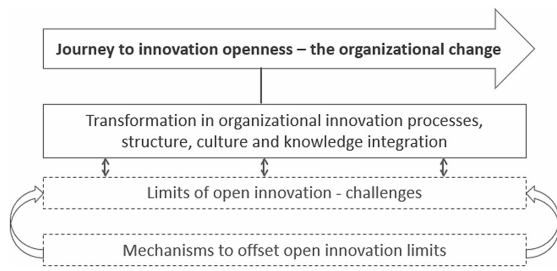 Journey to innovation openness – the organizational change
Transformation in organizational innovation processes,
structure, culture and knowledge integration
Limits of open innovation - challenges
Mechanisms to offset open innovation limits